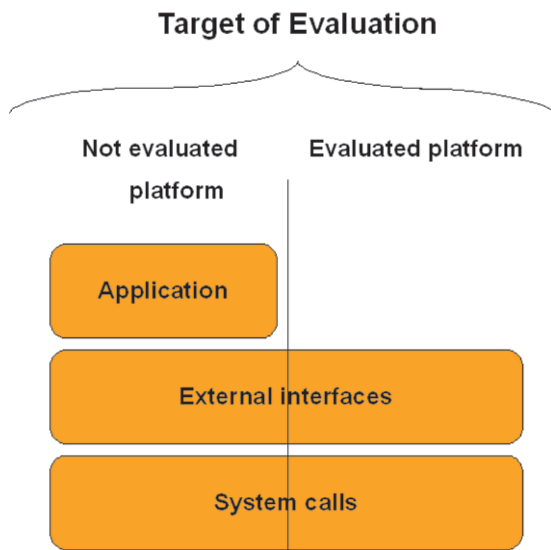 Target of Evaluation
Not evaluated
platform
Evaluated platform
Application
External interfaces
System calls